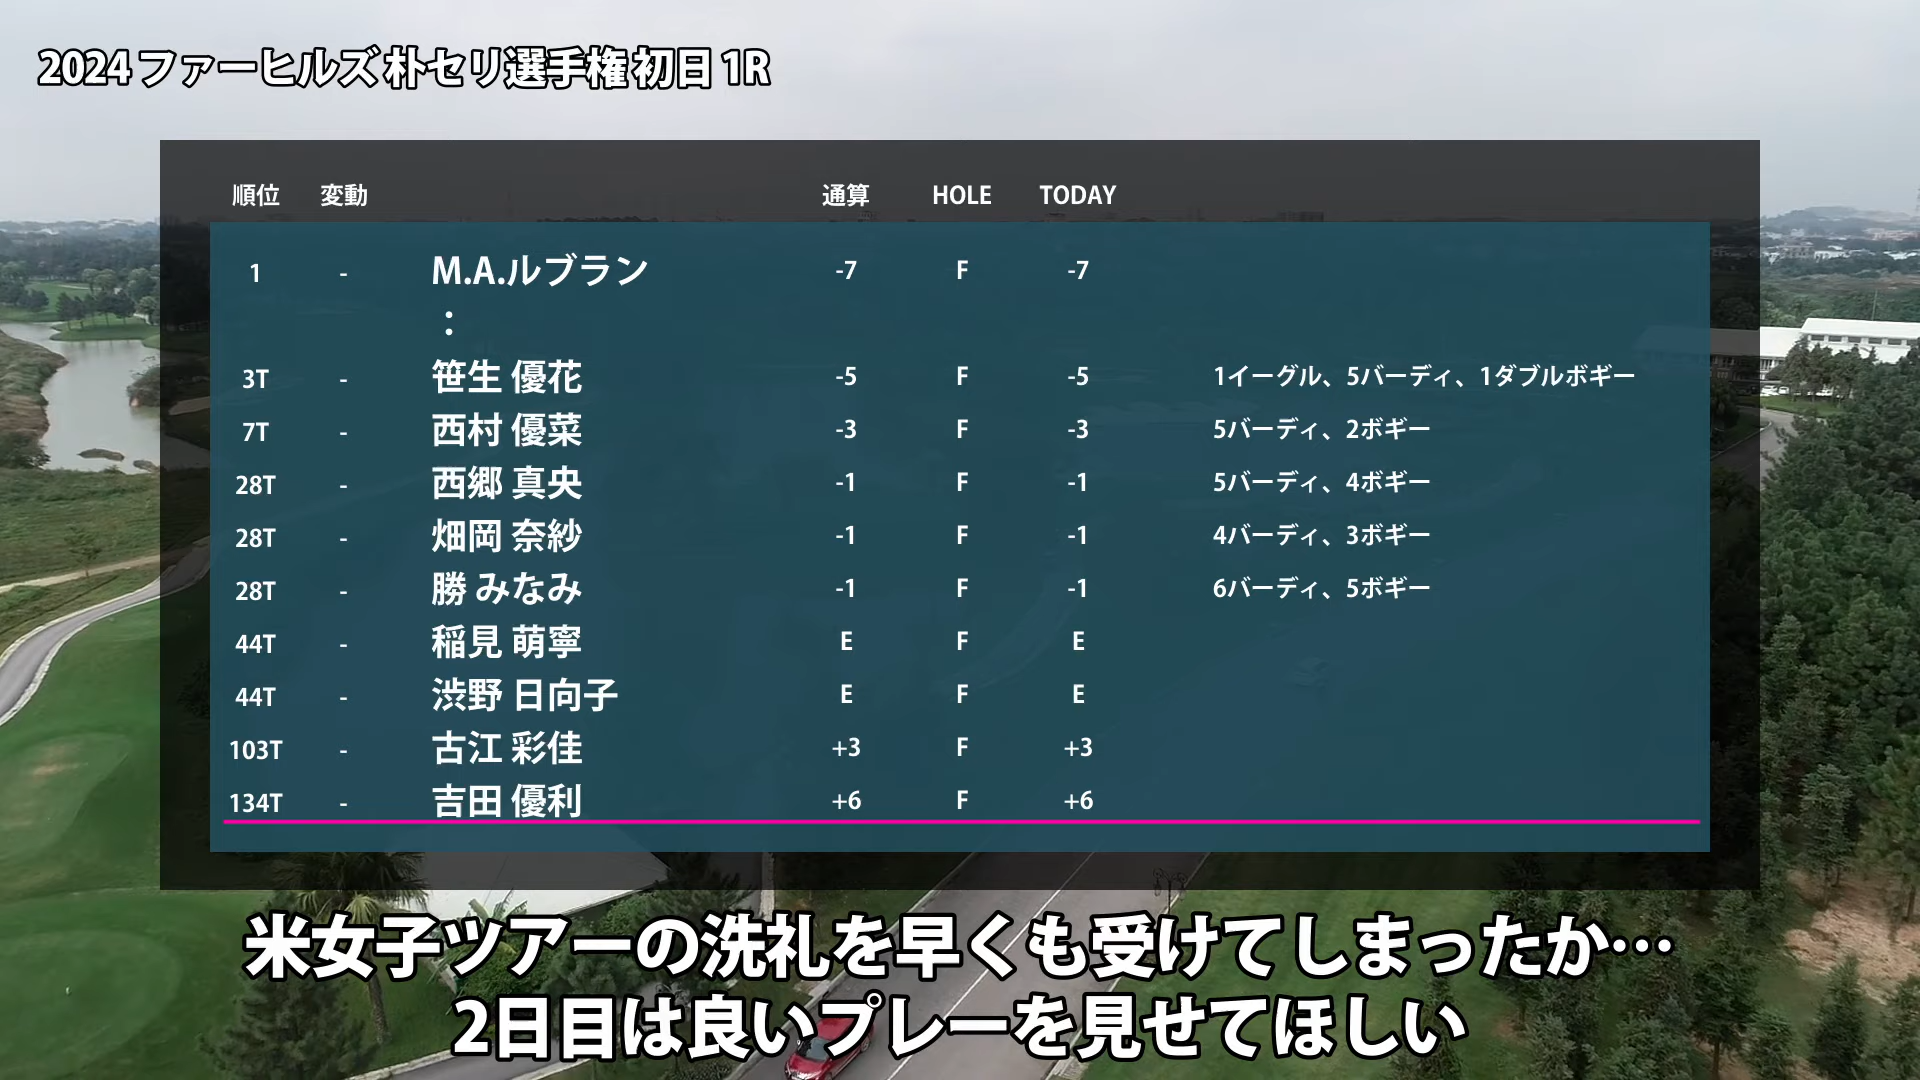 2024 ファーヒルズ 朴セリ選手権 初日 1R
順位 変動 通算 HOLE TODAY
1 - M.A.ルブラン -7 F -7
：
3T - 笹生 優花 -5 F -5 1イーグル、5バーディ、1ダブルボギー
7T - 西村 優菜 -3 F -3 5バーディ、2ボギー
28T - 西郷 真央 -1 F -1 5バーディ、4ボギー
28T - 畑岡 奈紗 -1 F -1 4バーディ、3ボギー
28T - 勝 みなみ -1 F -1 6バーディ、5ボギー
44T - 稲見 萌寧 E F E
44T - 渋野 日向子 E F E
103T - 古江 彩佳 +3 F +3
134T - 吉田 優利 +6 F +6
米女子ツアーの洗礼を早くも受けてしまったか…
2日目は良いプレーを見せてほしい